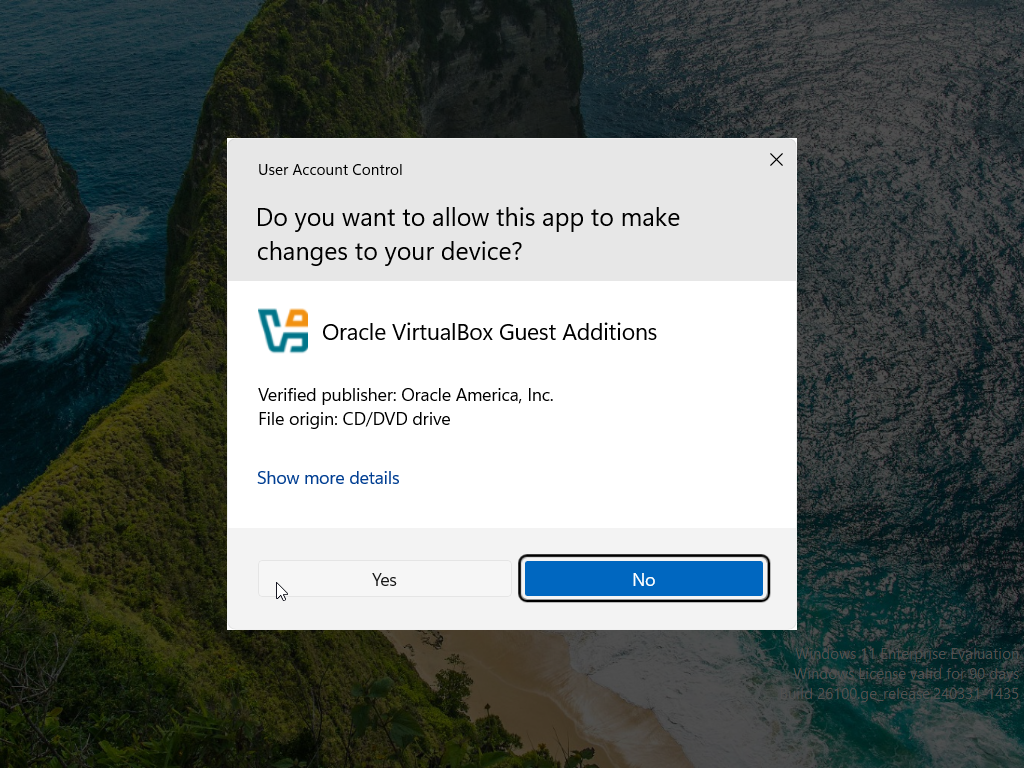 User Account Control
Do you want to allow this app to make
changes to your device?
Oracle VirtualBox Guest Additions
Verified publisher: Oracle America, Inc.
File origin: CD/DVD drive
Show more details
Yes
No
Windows 11 Enterprise Evaluation
Windows License valid for 90 days
Build 26100.ge_release.240331-1435